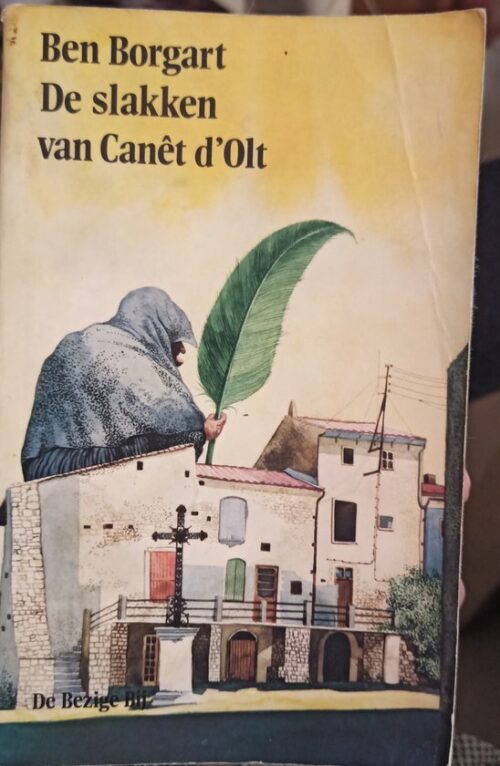 Ben Borgart
De slakken
van Canêt d'Olt
De Bezige Bij